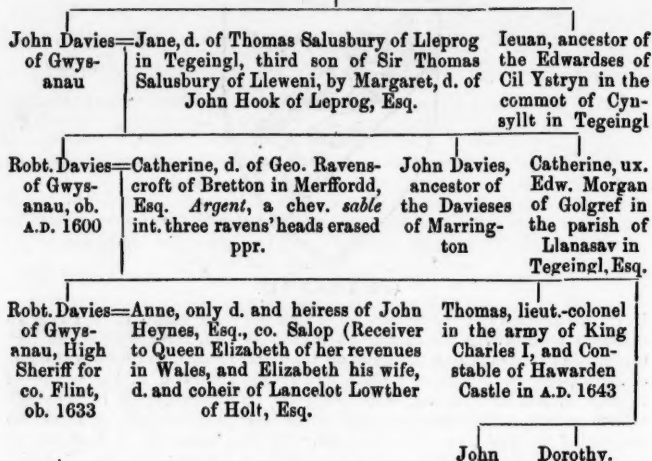 John Davies=Jane, d. of Thomas Salusbury of Lleprog
of Gwys-
anau
in Tegeingl, third son of Sir Thomas
Salusbury of Lleweni, by Margaret, d. of
John Hook of Leprog, Esq.
Ieuan, ancestor of
the Edwardses of
Cil Ystryn in the
commot of Cyn-
syllt in Tegeingl
Robt. Davies=Catherine, d. of Geo. Ravens-
of Gwys-
anau, ob.
A.D. 1600
croft of Bretton in Merffordd,
Esq. Argent, a chev. sable
int. three ravens' heads erased
ppr.
John Davies,
ancestor of
the Davieses
of Marring-
ton
Catherine, ux.
Edw. Morgan
of Golgref in
the parish of
Llanasav in
Tegeingl, Esq.
Robt. Davies=Anne, only d. and heiress of John
of Gwys-
anau, High
Sheriff for
co. Flint,
ob. 1633
Heynes, Esq., co. Salop (Receiver
to Queen Elizabeth of her revenues
in Wales, and Elizabeth his wife,
d. and coheir of Lancelot Lowther
of Holt, Esq.
Thomas, lieut.-colonel
in the army of King
Charles I, and Con-
stable of Hawarden
Castle in A.D. 1643
John
Dorothy.